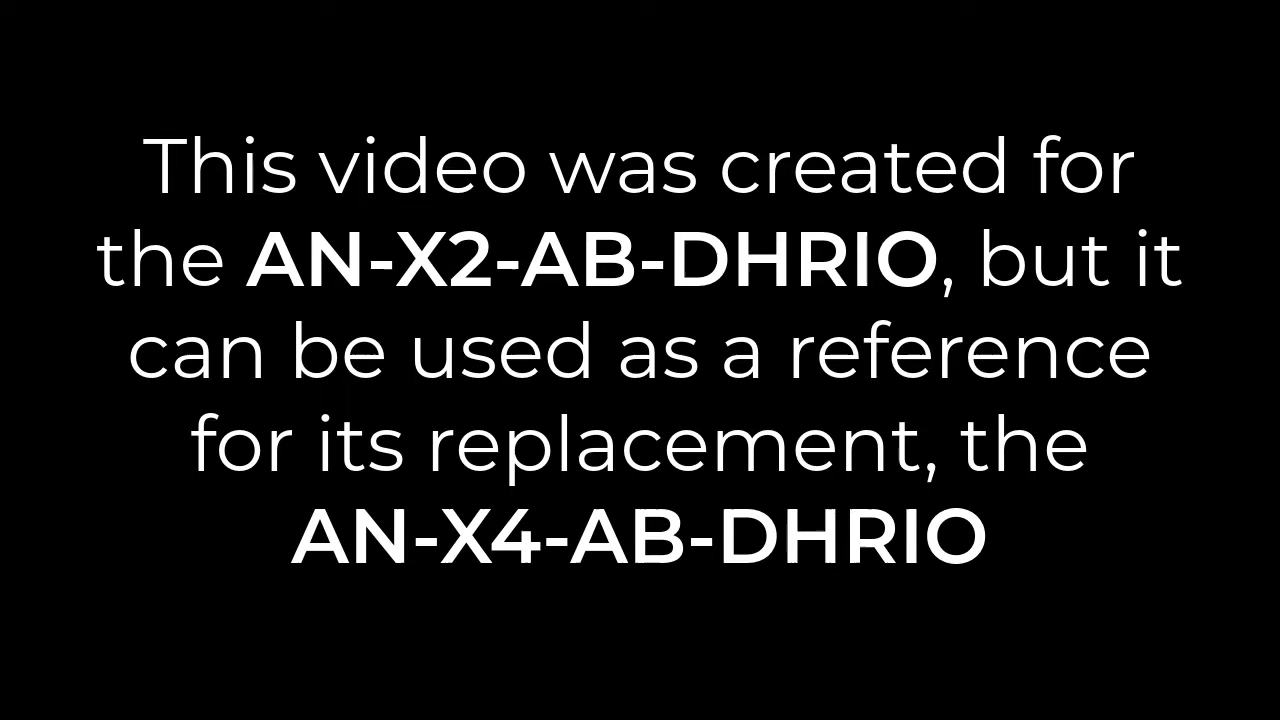 This video was created for
the AN-X2-AB-DHRIO, but it
can be used as a reference
for its replacement, the
AN-X4-AB-DHRIO